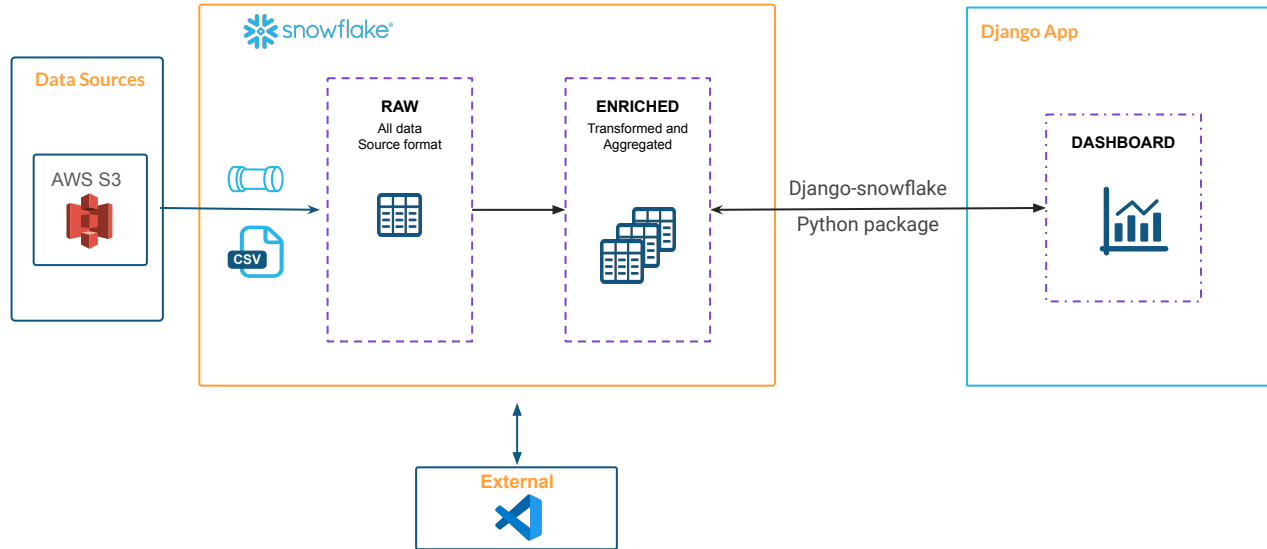 snowflake®
Django App
Data Sources
RAW
All data
Source format
ENRICHED
Transformed and
Aggregated
DASHBOARD
AWS S3
Django-snowflake
Python package
CSV
External